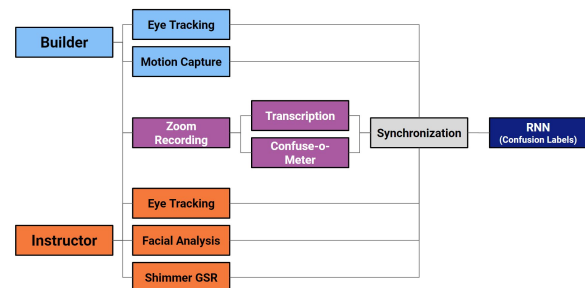 Eye Tracking
Builder
Motion Capture
Zoom
Recording
Transcription
Confuse-o-
Meter
Synchronization
RNN
(Confusion Labels)
Eye Tracking
Instructor
Facial Analysis
Shimmer GSR